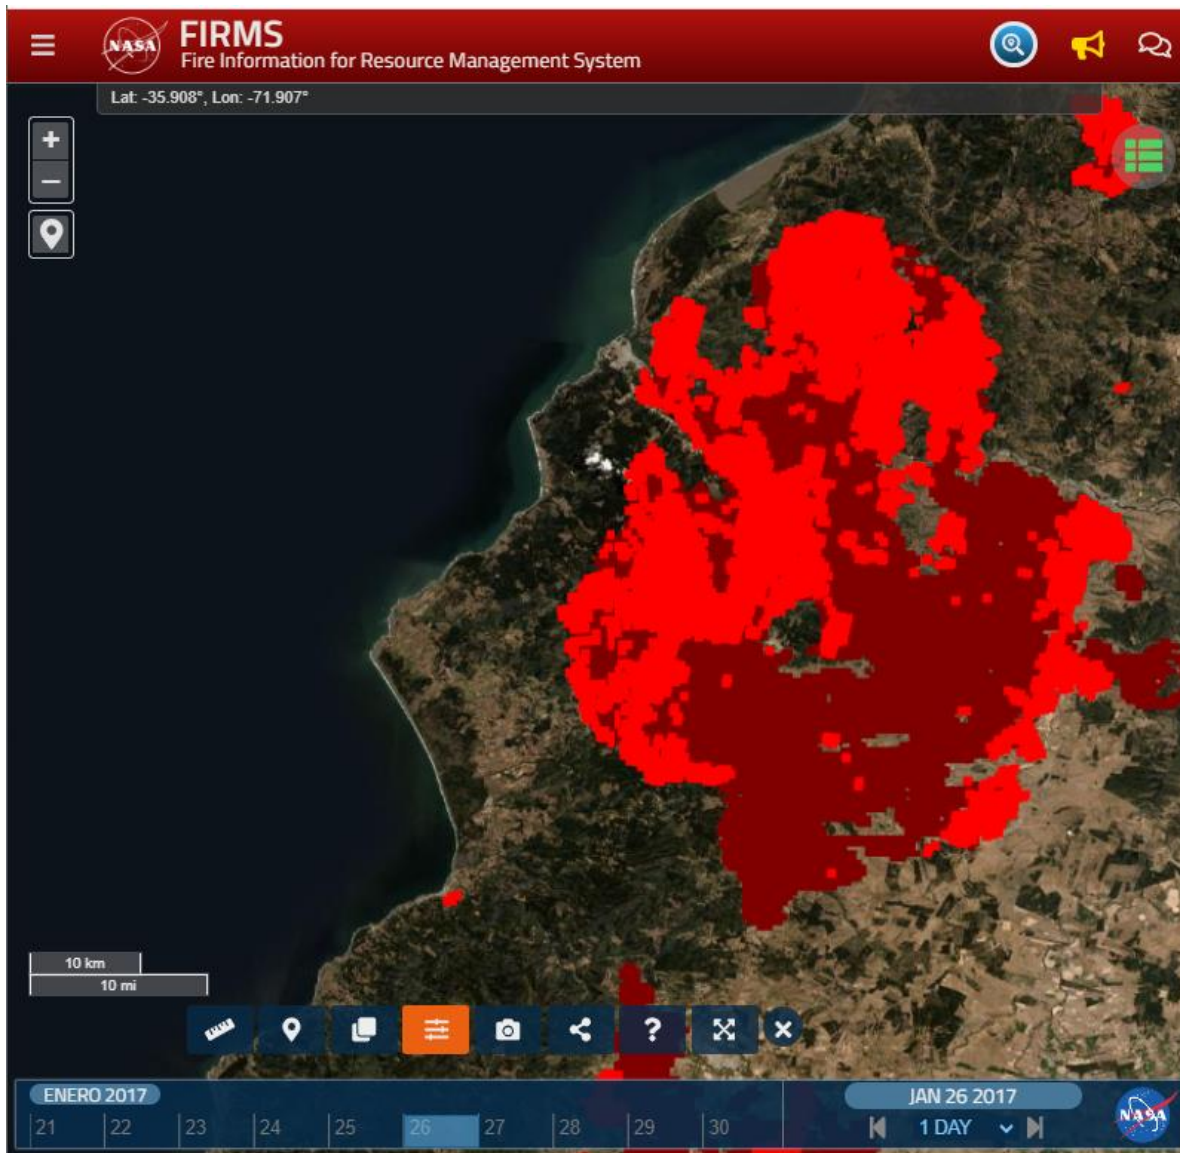 NASA
FIRMS
Fire Information for Resource Management System
Lat: -35.908°, Lon: -71.907°
+
−
10 km
10 mi
?
ENERO 2017
JAN 26 2017
21 22 23 24 25 26 27 28 29 30
1 DAY
NASA